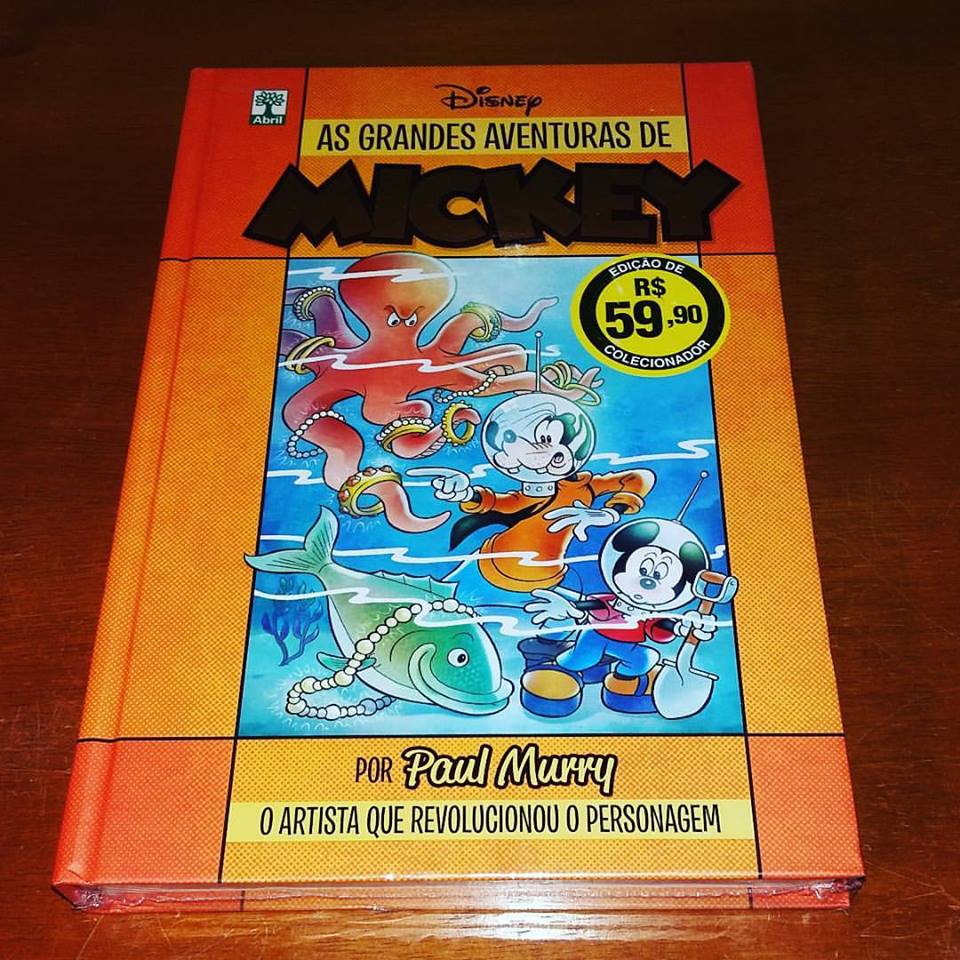 Abril
Disney
AS GRANDES AVENTURAS DE
MICKEY
EDIÇÃO DE
R$
59,90
COLECIONADOR
POR Paul Murry
O ARTISTA QUE REVOLUCIONOU O PERSONAGEM